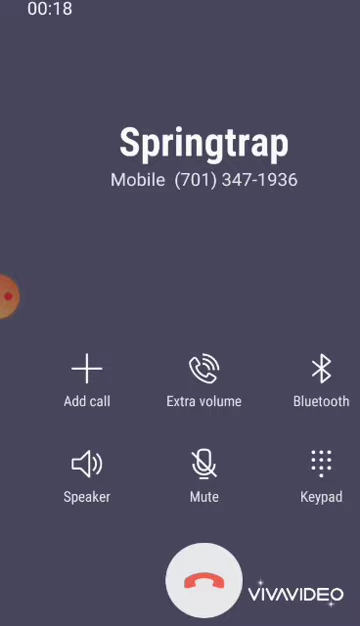 00:18
Springtrap
Mobile (701) 347-1936
Add call
Extra volume
Bluetooth
Speaker
Mute
Keypad
VIVAVIDEO